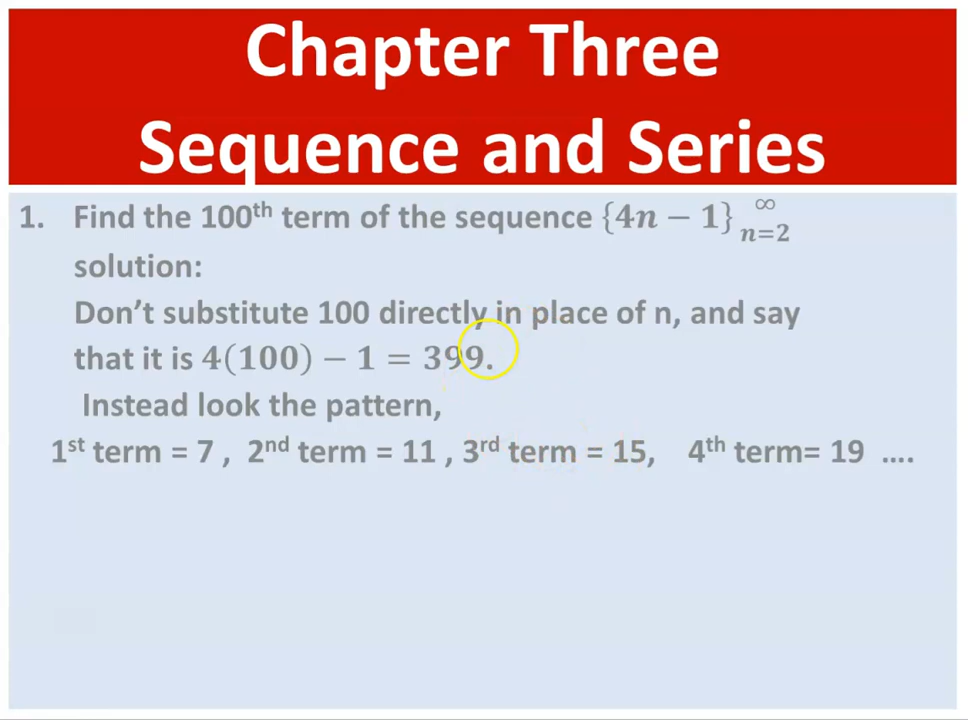 Chapter Three
Sequence and Series
1. Find the 100th term of the sequence {4n − 1}∞n=2
solution:
Don't substitute 100 directly in place of n, and say
that it is 4(100) − 1 = 399.
Instead look the pattern,
1st term = 7 , 2nd term = 11 , 3rd term = 15, 4th term= 19 ....